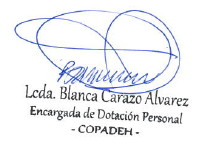 Lcda. Blanca Carazo Alvarez
Encargada de Dotación Personal
- COPADEH -